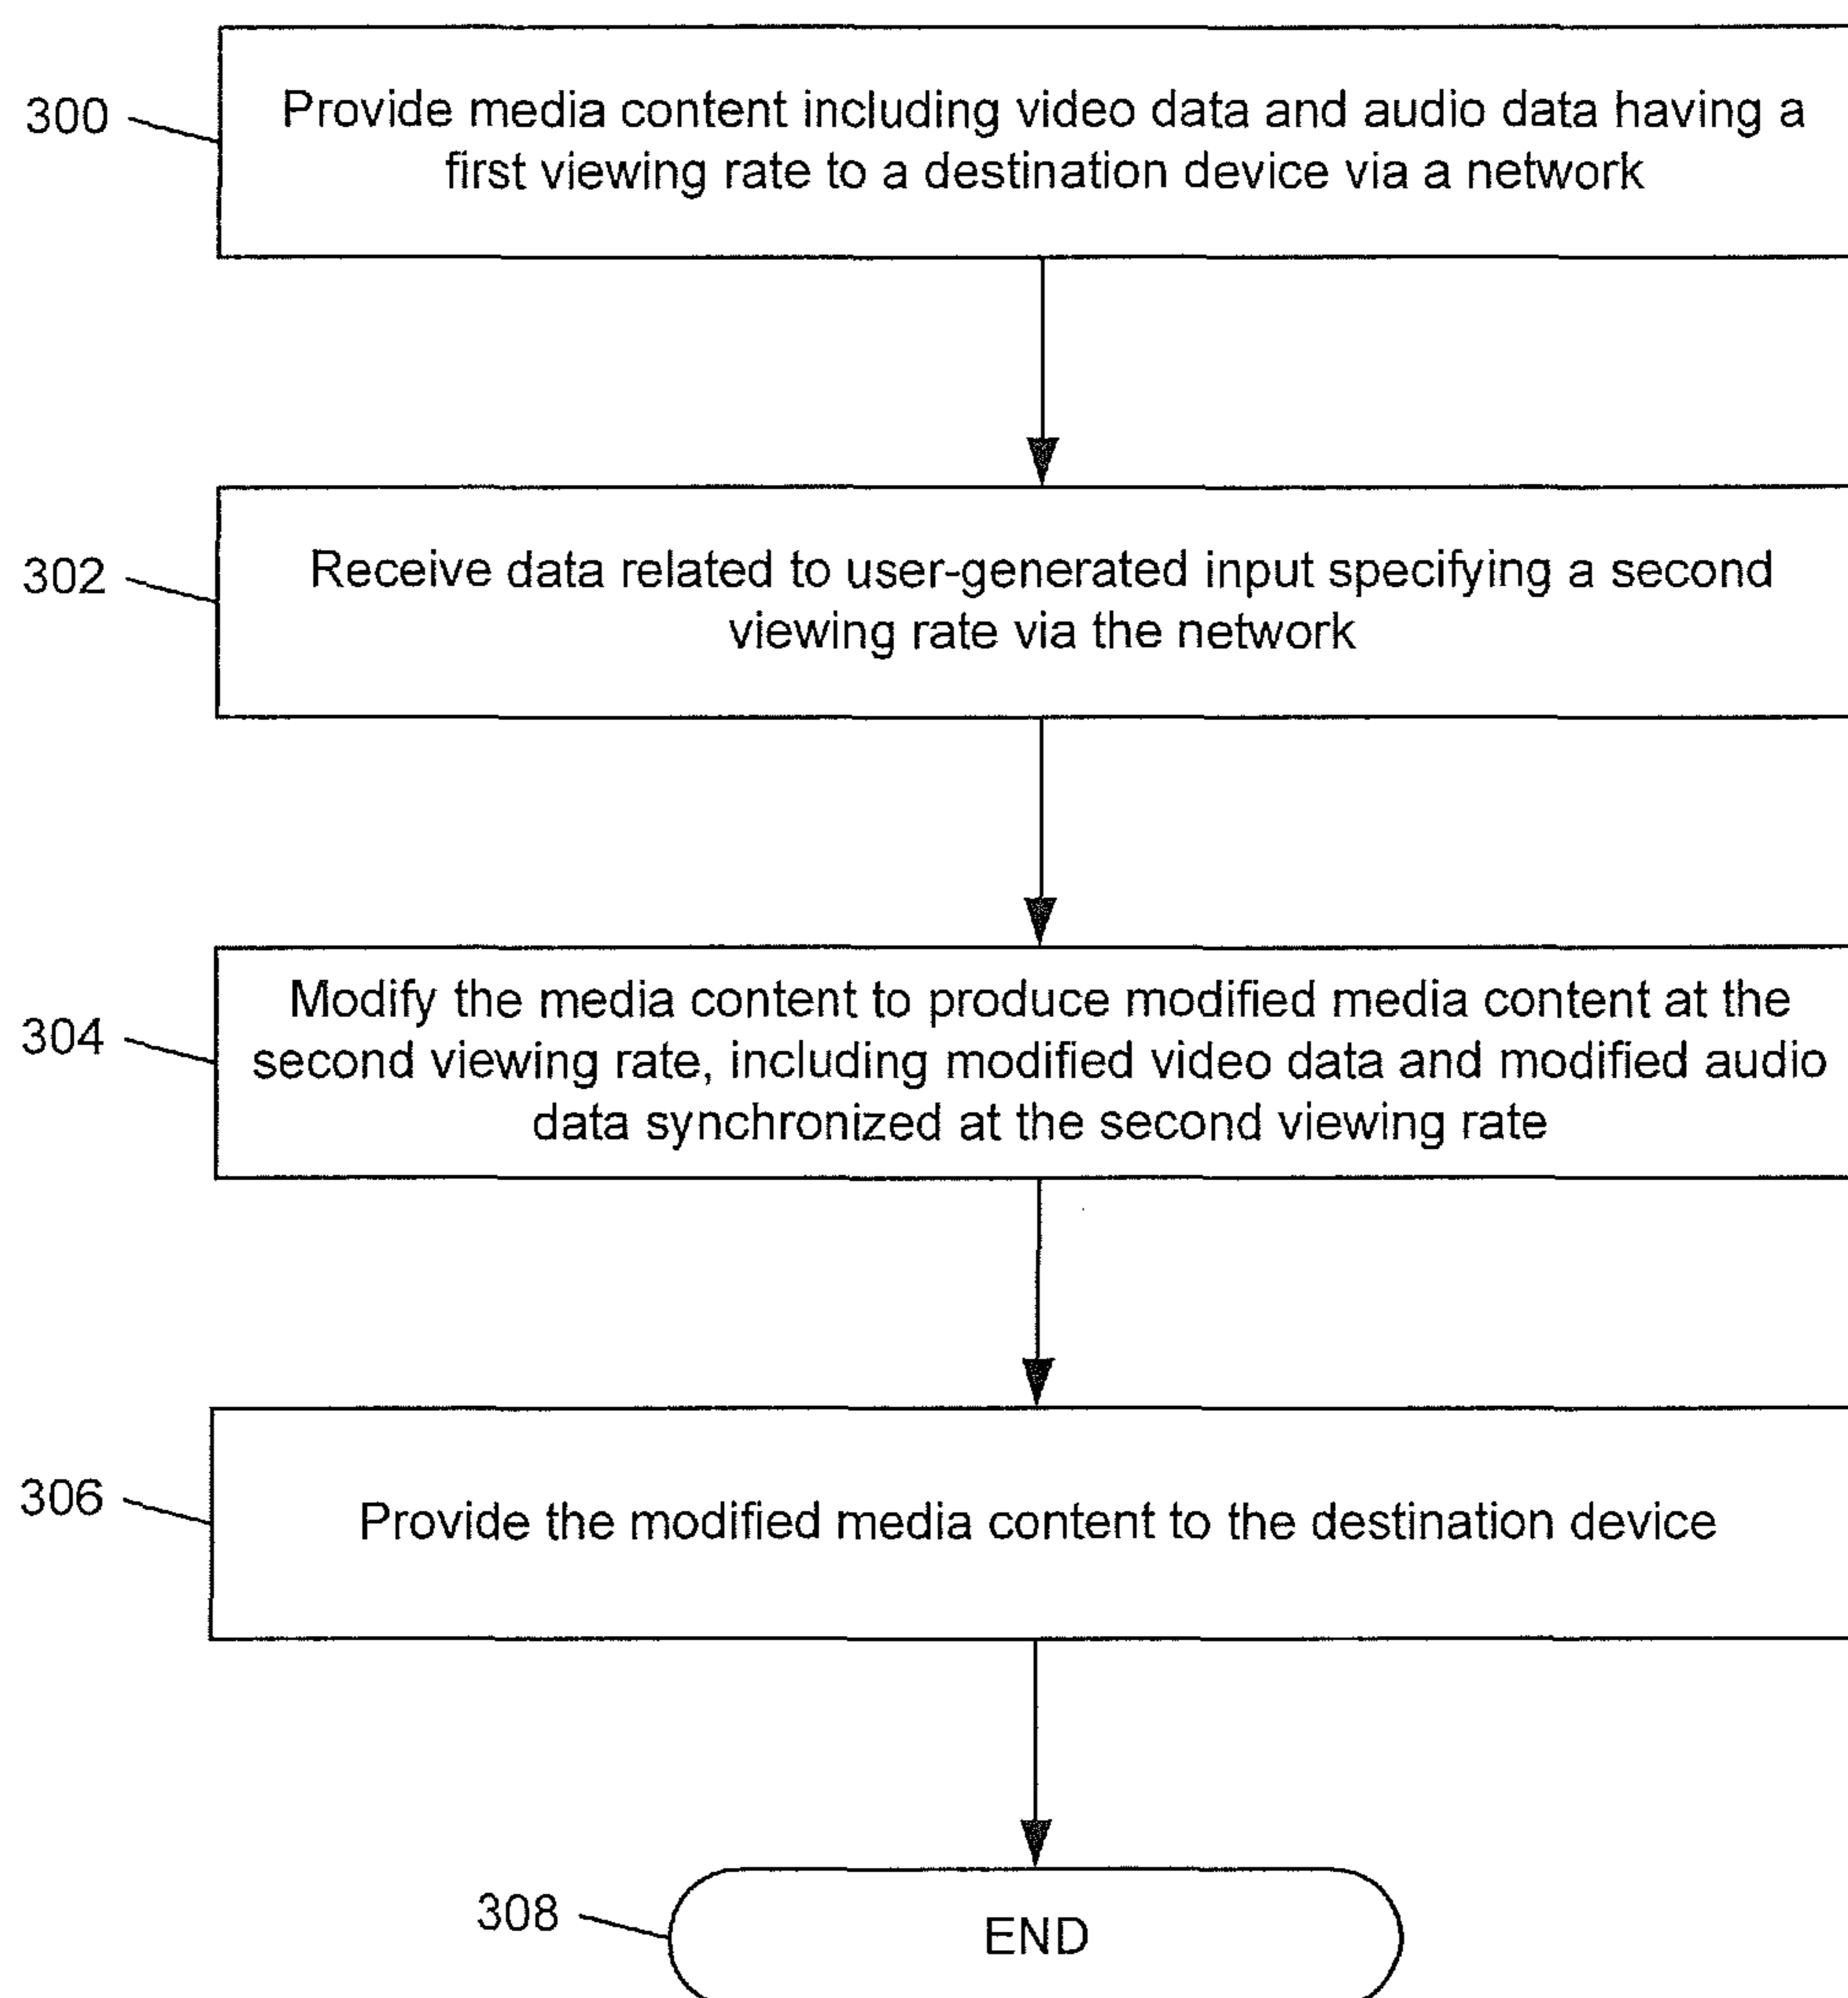 300
Provide media content including video data and audio data having a
first viewing rate to a destination device via a network
302
Receive data related to user-generated input specifying a second
viewing rate via the network
304
Modify the media content to produce modified media content at the
second viewing rate, including modified video data and modified audio
data synchronized at the second viewing rate
306
Provide the modified media content to the destination device
308
END